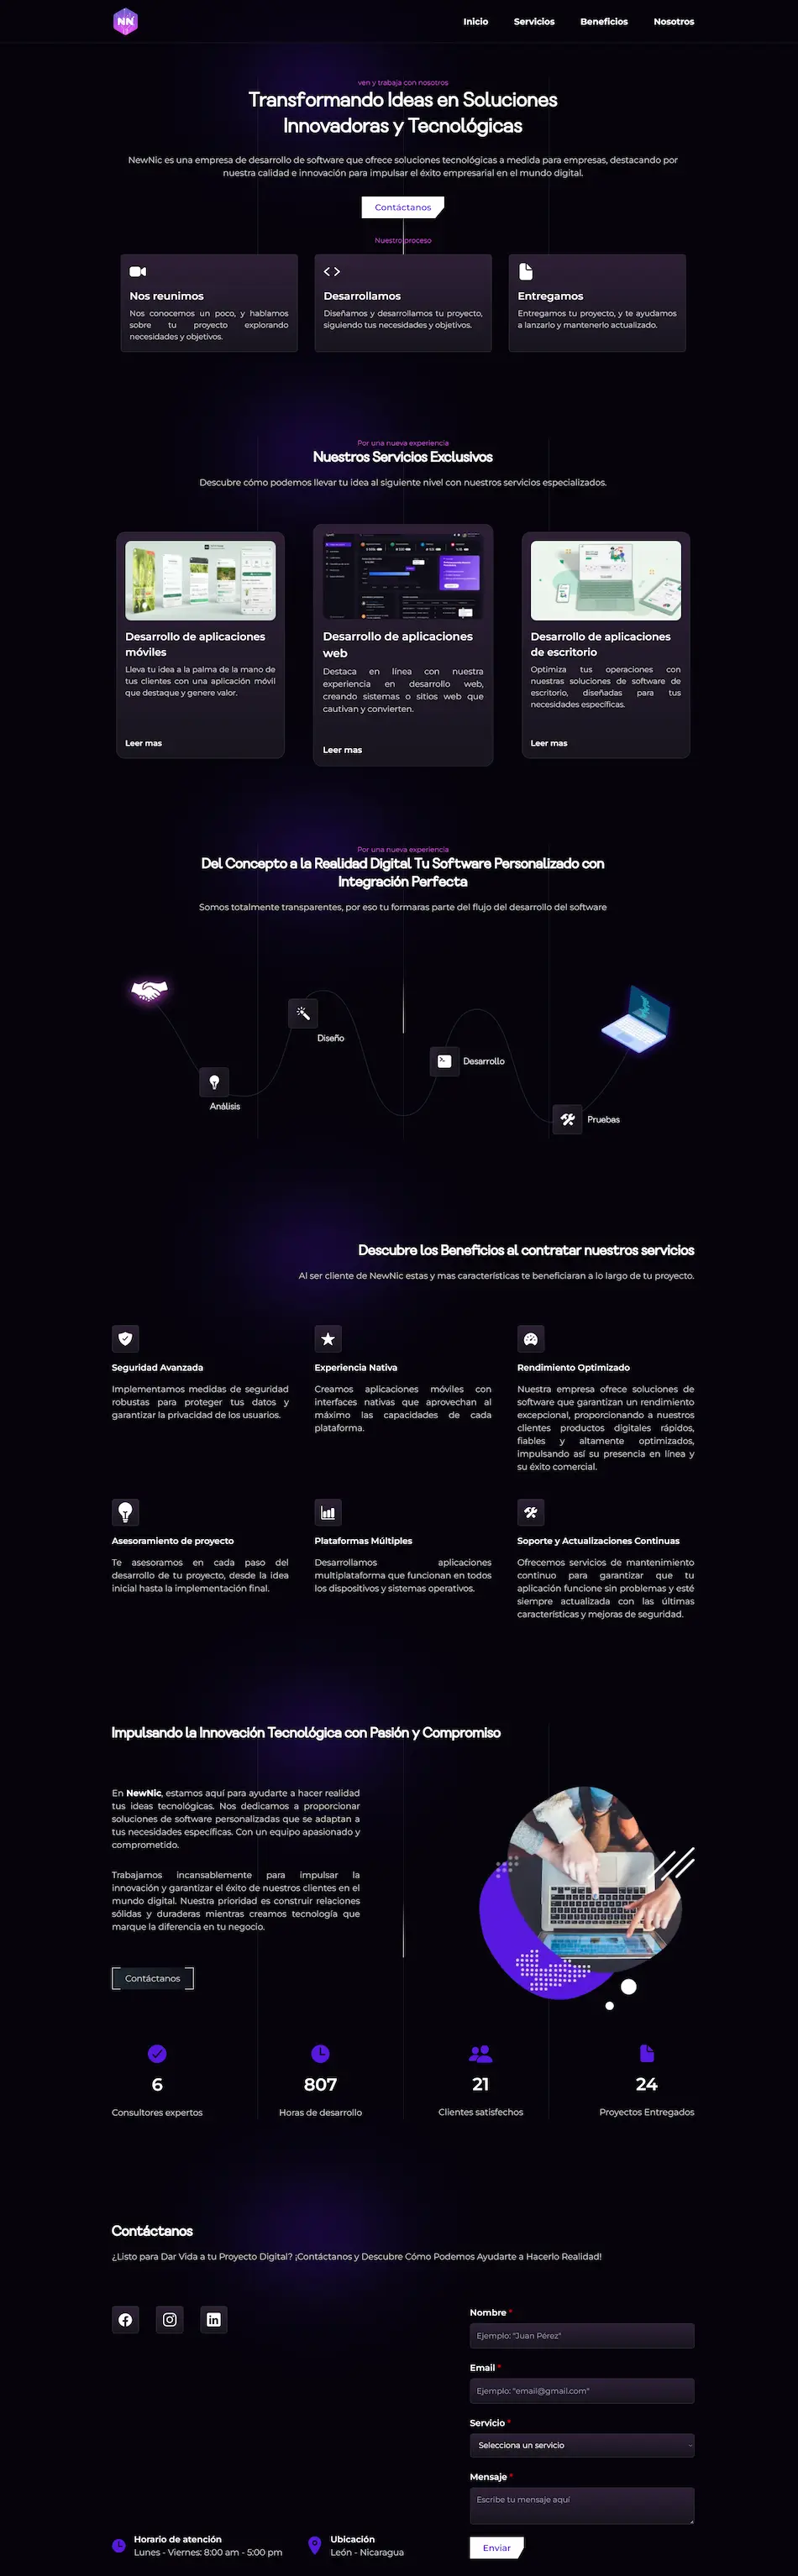 NN
Inicio Servicios Beneficios Nosotros
ven y trabaja con nosotros
Transformando Ideas en Soluciones
Innovadoras y Tecnológicas
NewNic es una empresa de desarrollo de software que ofrece soluciones tecnológicas a medida para empresas, destacando por
nuestra calidad e innovación para impulsar el éxito empresarial en el mundo digital.
Contáctanos
Nuestro proceso
Nos reunimos
Nos conocemos un poco, y hablamos
sobre tu proyecto explorando
necesidades y objetivos.
Desarrollamos
Diseñamos y desarrollamos tu proyecto,
siguiendo tus necesidades y objetivos.
Entregamos
Entregamos tu proyecto, y te ayudamos
a lanzarlo y mantenerlo actualizado.
Por una nueva experiencia
Nuestros Servicios Exclusivos
Descubre cómo podemos llevar tu idea al siguiente nivel con nuestros servicios especializados.
Desarrollo de aplicaciones
móviles
Lleva tu idea a la palma de la mano de
tus clientes con una aplicación móvil
que destaque y genere valor.
Leer mas
Desarrollo de aplicaciones
web
Destaca en línea con nuestra
experiencia en desarrollo web,
creando sistemas o sitios web que
cautivan y convierten.
Leer mas
Desarrollo de aplicaciones
de escritorio
Optimiza tus operaciones con
nuestras soluciones de software de
escritorio, diseñadas para tus
necesidades específicas.
Leer mas
Por una nueva experiencia
Del Concepto a la Realidad Digital Tu Software Personalizado con
Integración Perfecta
Somos totalmente transparentes, por eso tu formaras parte del flujo del desarrollo del software
Diseño
Desarrollo
Análisis
Pruebas
Descubre los Beneficios al contratar nuestros servicios
Al ser cliente de NewNic estas y mas características te beneficiaran a lo largo de tu proyecto.
Seguridad Avanzada
Implementamos medidas de seguridad
robustas para proteger tus datos y
garantizar la privacidad de los usuarios.
Experiencia Nativa
Creamos aplicaciones móviles con
interfaces nativas que aprovechan al
máximo las capacidades de cada
plataforma.
Rendimiento Optimizado
Nuestra empresa ofrece soluciones de
software que garantizan un rendimiento
excepcional, proporcionando a nuestros
clientes productos digitales rápidos,
fiables y altamente optimizados,
impulsando así su presencia en línea y
su éxito comercial.
Asesoramiento de proyecto
Te asesoramos en cada paso del
desarrollo de tu proyecto, desde la idea
inicial hasta la implementación final.
Plataformas Múltiples
Desarrollamos aplicaciones
multiplataforma que funcionan en todos
los dispositivos y sistemas operativos.
Soporte y Actualizaciones Continuas
Ofrecemos servicios de mantenimiento
continuo para garantizar que tu
aplicación funcione sin problemas y esté
siempre actualizada con las últimas
características y mejoras de seguridad.
Impulsando la Innovación Tecnológica con Pasión y Compromiso
En NewNic, estamos aquí para ayudarte a hacer realidad
tus ideas tecnológicas. Nos dedicamos a proporcionar
soluciones de software personalizadas que se adaptan a
tus necesidades específicas. Con un equipo apasionado y
comprometido.
Trabajamos incansablemente para impulsar la
innovación y garantizar el éxito de nuestros clientes en el
mundo digital. Nuestra prioridad es construir relaciones
sólidas y duraderas mientras creamos tecnología que
marque la diferencia en tu negocio.
Contáctanos
6 807 21 24
Consultores expertos Horas de desarrollo Clientes satisfechos Proyectos Entregados
Contáctanos
¿Listo para Dar Vida a tu Proyecto Digital? ¡Contáctanos y Descubre Cómo Podemos Ayudarte a Hacerlo Realidad!
Nombre *
Ejemplo: "Juan Pérez"
Email *
Ejemplo: "email@gmail.com"
Servicio *
Selecciona un servicio
Mensaje *
Escribe tu mensaje aquí
Enviar
Horario de atención
Lunes - Viernes: 8:00 am - 5:00 pm
Ubicación
León - Nicaragua